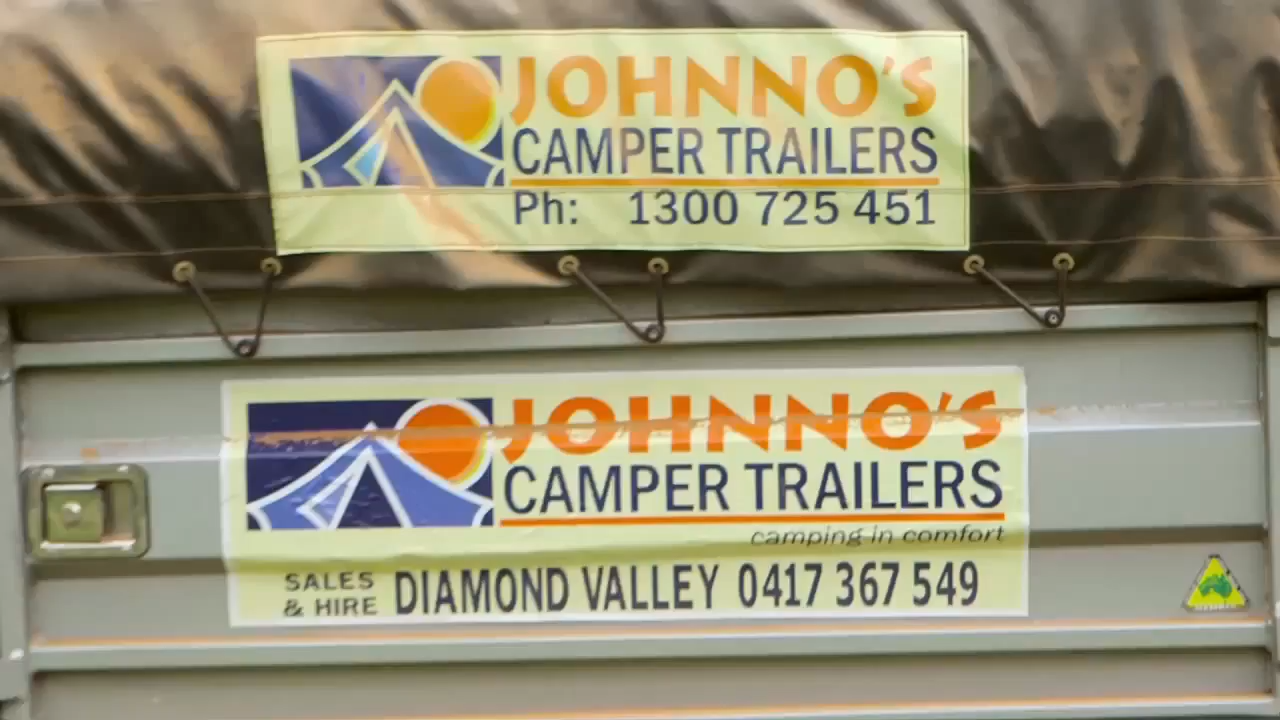 JOHNNO'S
CAMPER TRAILERS
Ph: 1300 725 451
JOHNNO'S
CAMPER TRAILERS
camping in comfort
SALES
& HIRE
DIAMOND VALLEY 0417 367 549